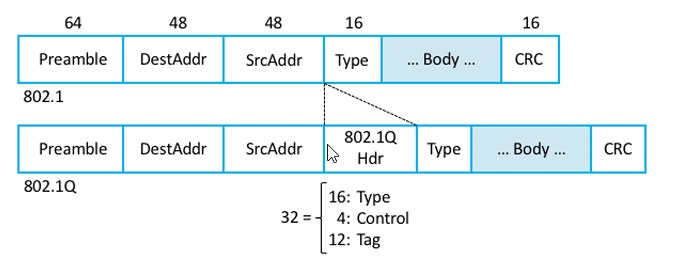 64 48 48 16 16
Preamble DestAddr SrcAddr Type ... Body ... CRC
802.1
Preamble DestAddr SrcAddr 802.1Q Hdr Type ... Body ... CRC
802.1Q
32 =
16: Type
4: Control
12: Tag